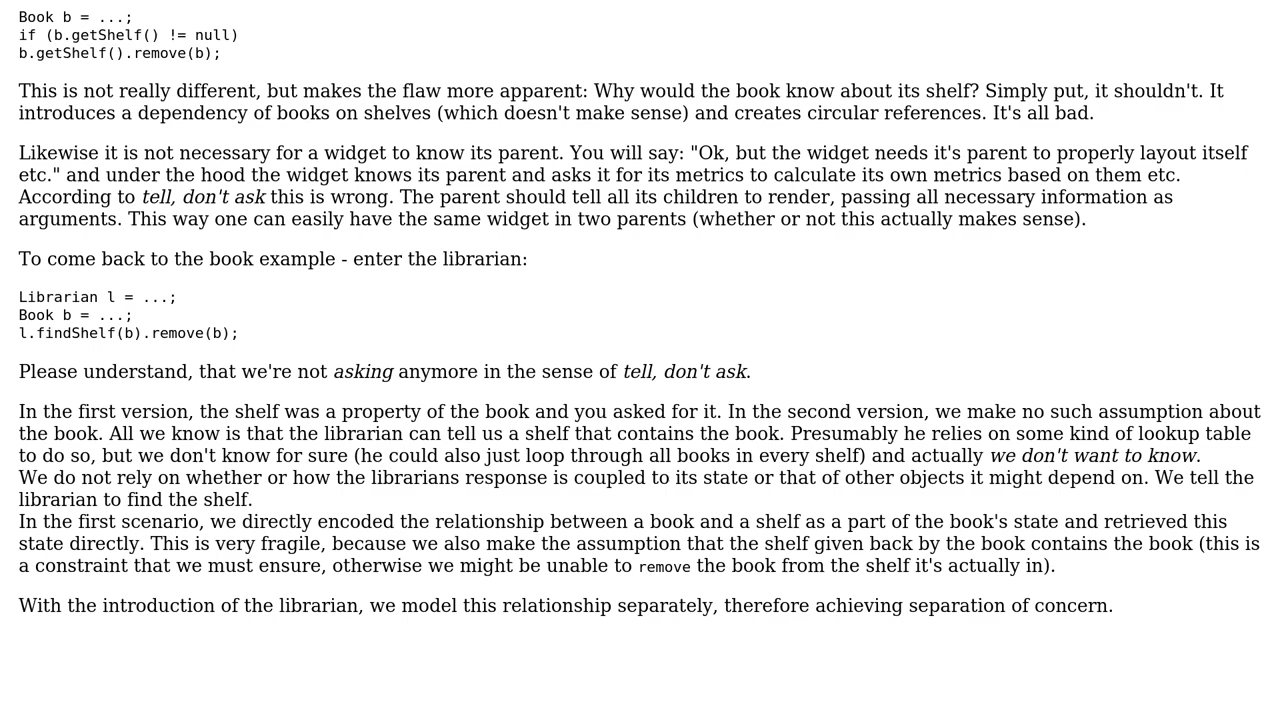 Book b = ...;
if (b.getShelf() != null)
b.getShelf().remove(b);
This is not really different, but makes the flaw more apparent: Why would the book know about its shelf? Simply put, it shouldn't. It
introduces a dependency of books on shelves (which doesn't make sense) and creates circular references. It's all bad.
Likewise it is not necessary for a widget to know its parent. You will say: "Ok, but the widget needs it's parent to properly layout itself
etc." and under the hood the widget knows its parent and asks it for its metrics to calculate its own metrics based on them etc.
According to tell, don't ask this is wrong. The parent should tell all its children to render, passing all necessary information as
arguments. This way one can easily have the same widget in two parents (whether or not this actually makes sense).
To come back to the book example - enter the librarian:
Librarian l = ...;
Book b = ...;
l.findShelf(b).remove(b);
Please understand, that we're not asking anymore in the sense of tell, don't ask.
In the first version, the shelf was a property of the book and you asked for it. In the second version, we make no such assumption about
the book. All we know is that the librarian can tell us a shelf that contains the book. Presumably he relies on some kind of lookup table
to do so, but we don't know for sure (he could also just loop through all books in every shelf) and actually we don't want to know.
We do not rely on whether or how the librarians response is coupled to its state or that of other objects it might depend on. We tell the
librarian to find the shelf.
In the first scenario, we directly encoded the relationship between a book and a shelf as a part of the book's state and retrieved this
state directly. This is very fragile, because we also make the assumption that the shelf given back by the book contains the book (this is
a constraint that we must ensure, otherwise we might be unable to remove the book from the shelf it's actually in).
With the introduction of the librarian, we model this relationship separately, therefore achieving separation of concern.